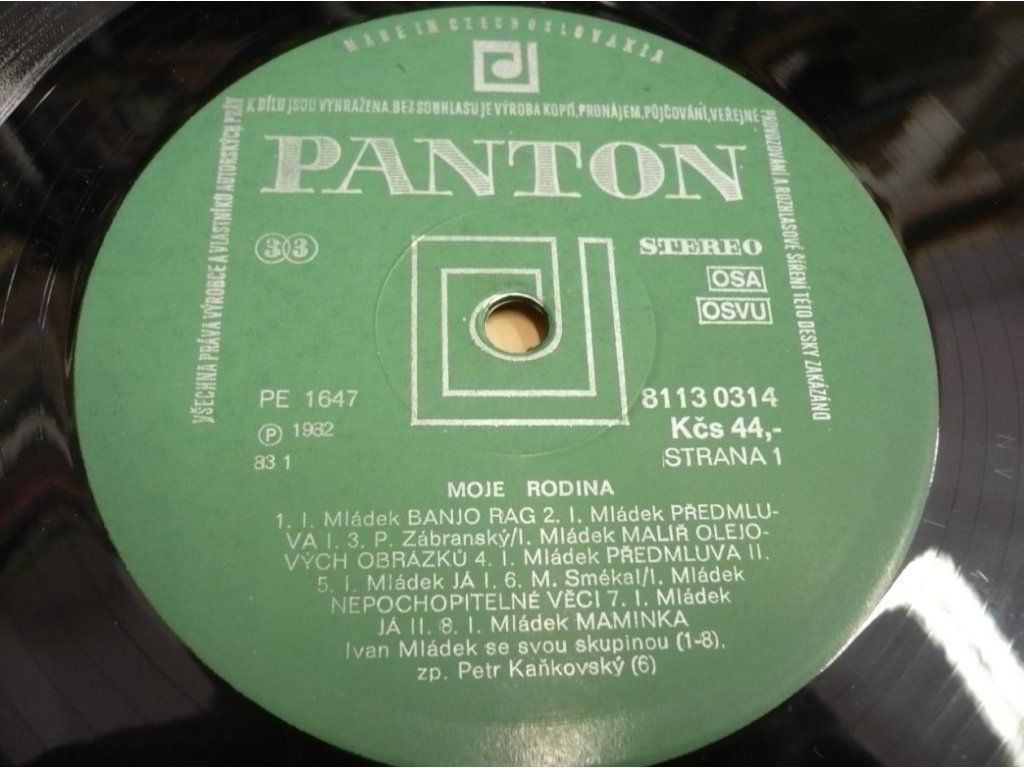 MADE IN CZECHOSLOVAKIA
VŠECHNA PRÁVA VÝROBCE A VLASTNÍKŮ AUTORSKÝCH PRÁV
K DÍLU JSOU VYHRAŽENA. BEZ SOUHLASU JE VÝROBA KOPIÍ, PRONÁJEM, PŮJČOVÁNÍ, VEŘEJNÉ
PROVOZOVÁNÍ A ROZHLASOVÉ ŠÍŘENÍ TÉTO DESKY ZAKÁZÁNO
PANTON
33
STEREO
OSA
OSVU
PE 1647
8113 0314
Ⓟ 1982
Kčs 44,-
83 1
STRANA 1
MOJE RODINA
1. I. Mládek BANJO RAG 2. I. Mládek PŘEDMLU-
VA I. 3. P. Zábranský/I. Mládek MALÍŘ OLEJO-
VÝCH OBRÁZKŮ 4. I. Mládek PŘEDMLUVA II.
5. I. Mládek JÁ I. 6. M. Smékal/I. Mládek
NEPOCHOPITELNÉ VĚCI 7. I. Mládek
JÁ II. 8. I. Mládek MAMINKA
Ivan Mládek se svou skupinou (1-8),
zp. Petr Kaňkovský (6)